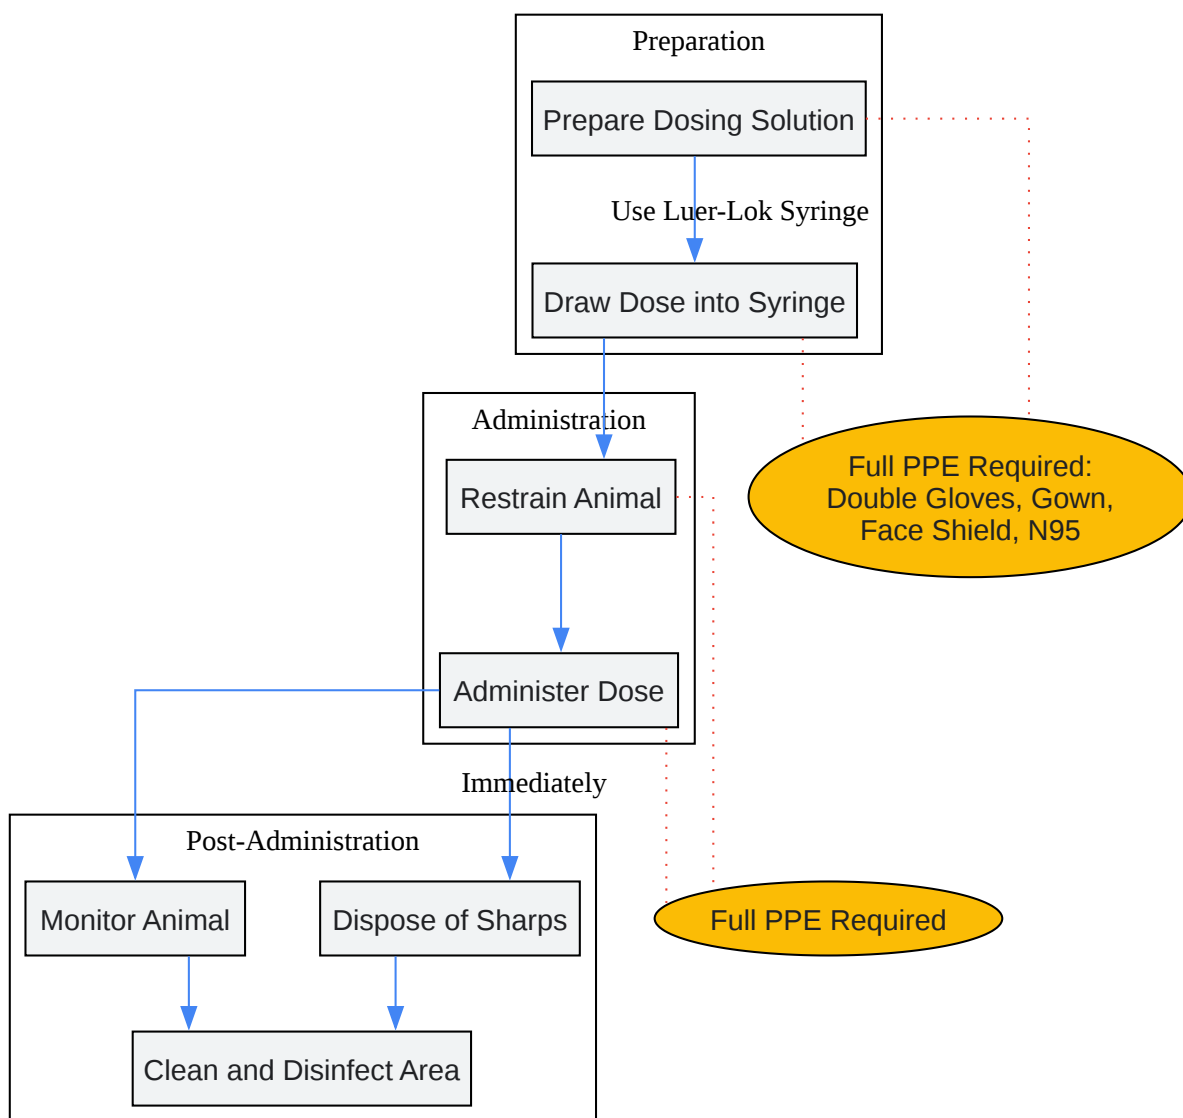 Preparation
Prepare Dosing Solution
Use Luer-Lok Syringe
Draw Dose into Syringe
Administration
Restrain Animal
Full PPE Required:
Double Gloves, Gown,
Face Shield, N95
Administer Dose
Immediately
Post-Administration
Monitor Animal
Dispose of Sharps
Full PPE Required
Clean and Disinfect Area